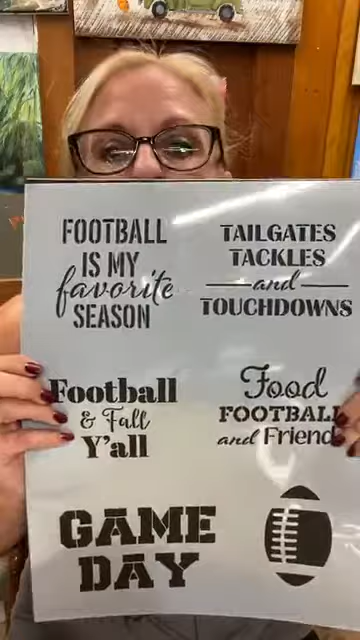 FOOTBALL
IS MY
favorite
SEASON
TAILGATES
TACKLES
and
TOUCHDOWNS
Football
& Fall
Y'all
Food
FOOTBALL
and Friend
GAME
DAY